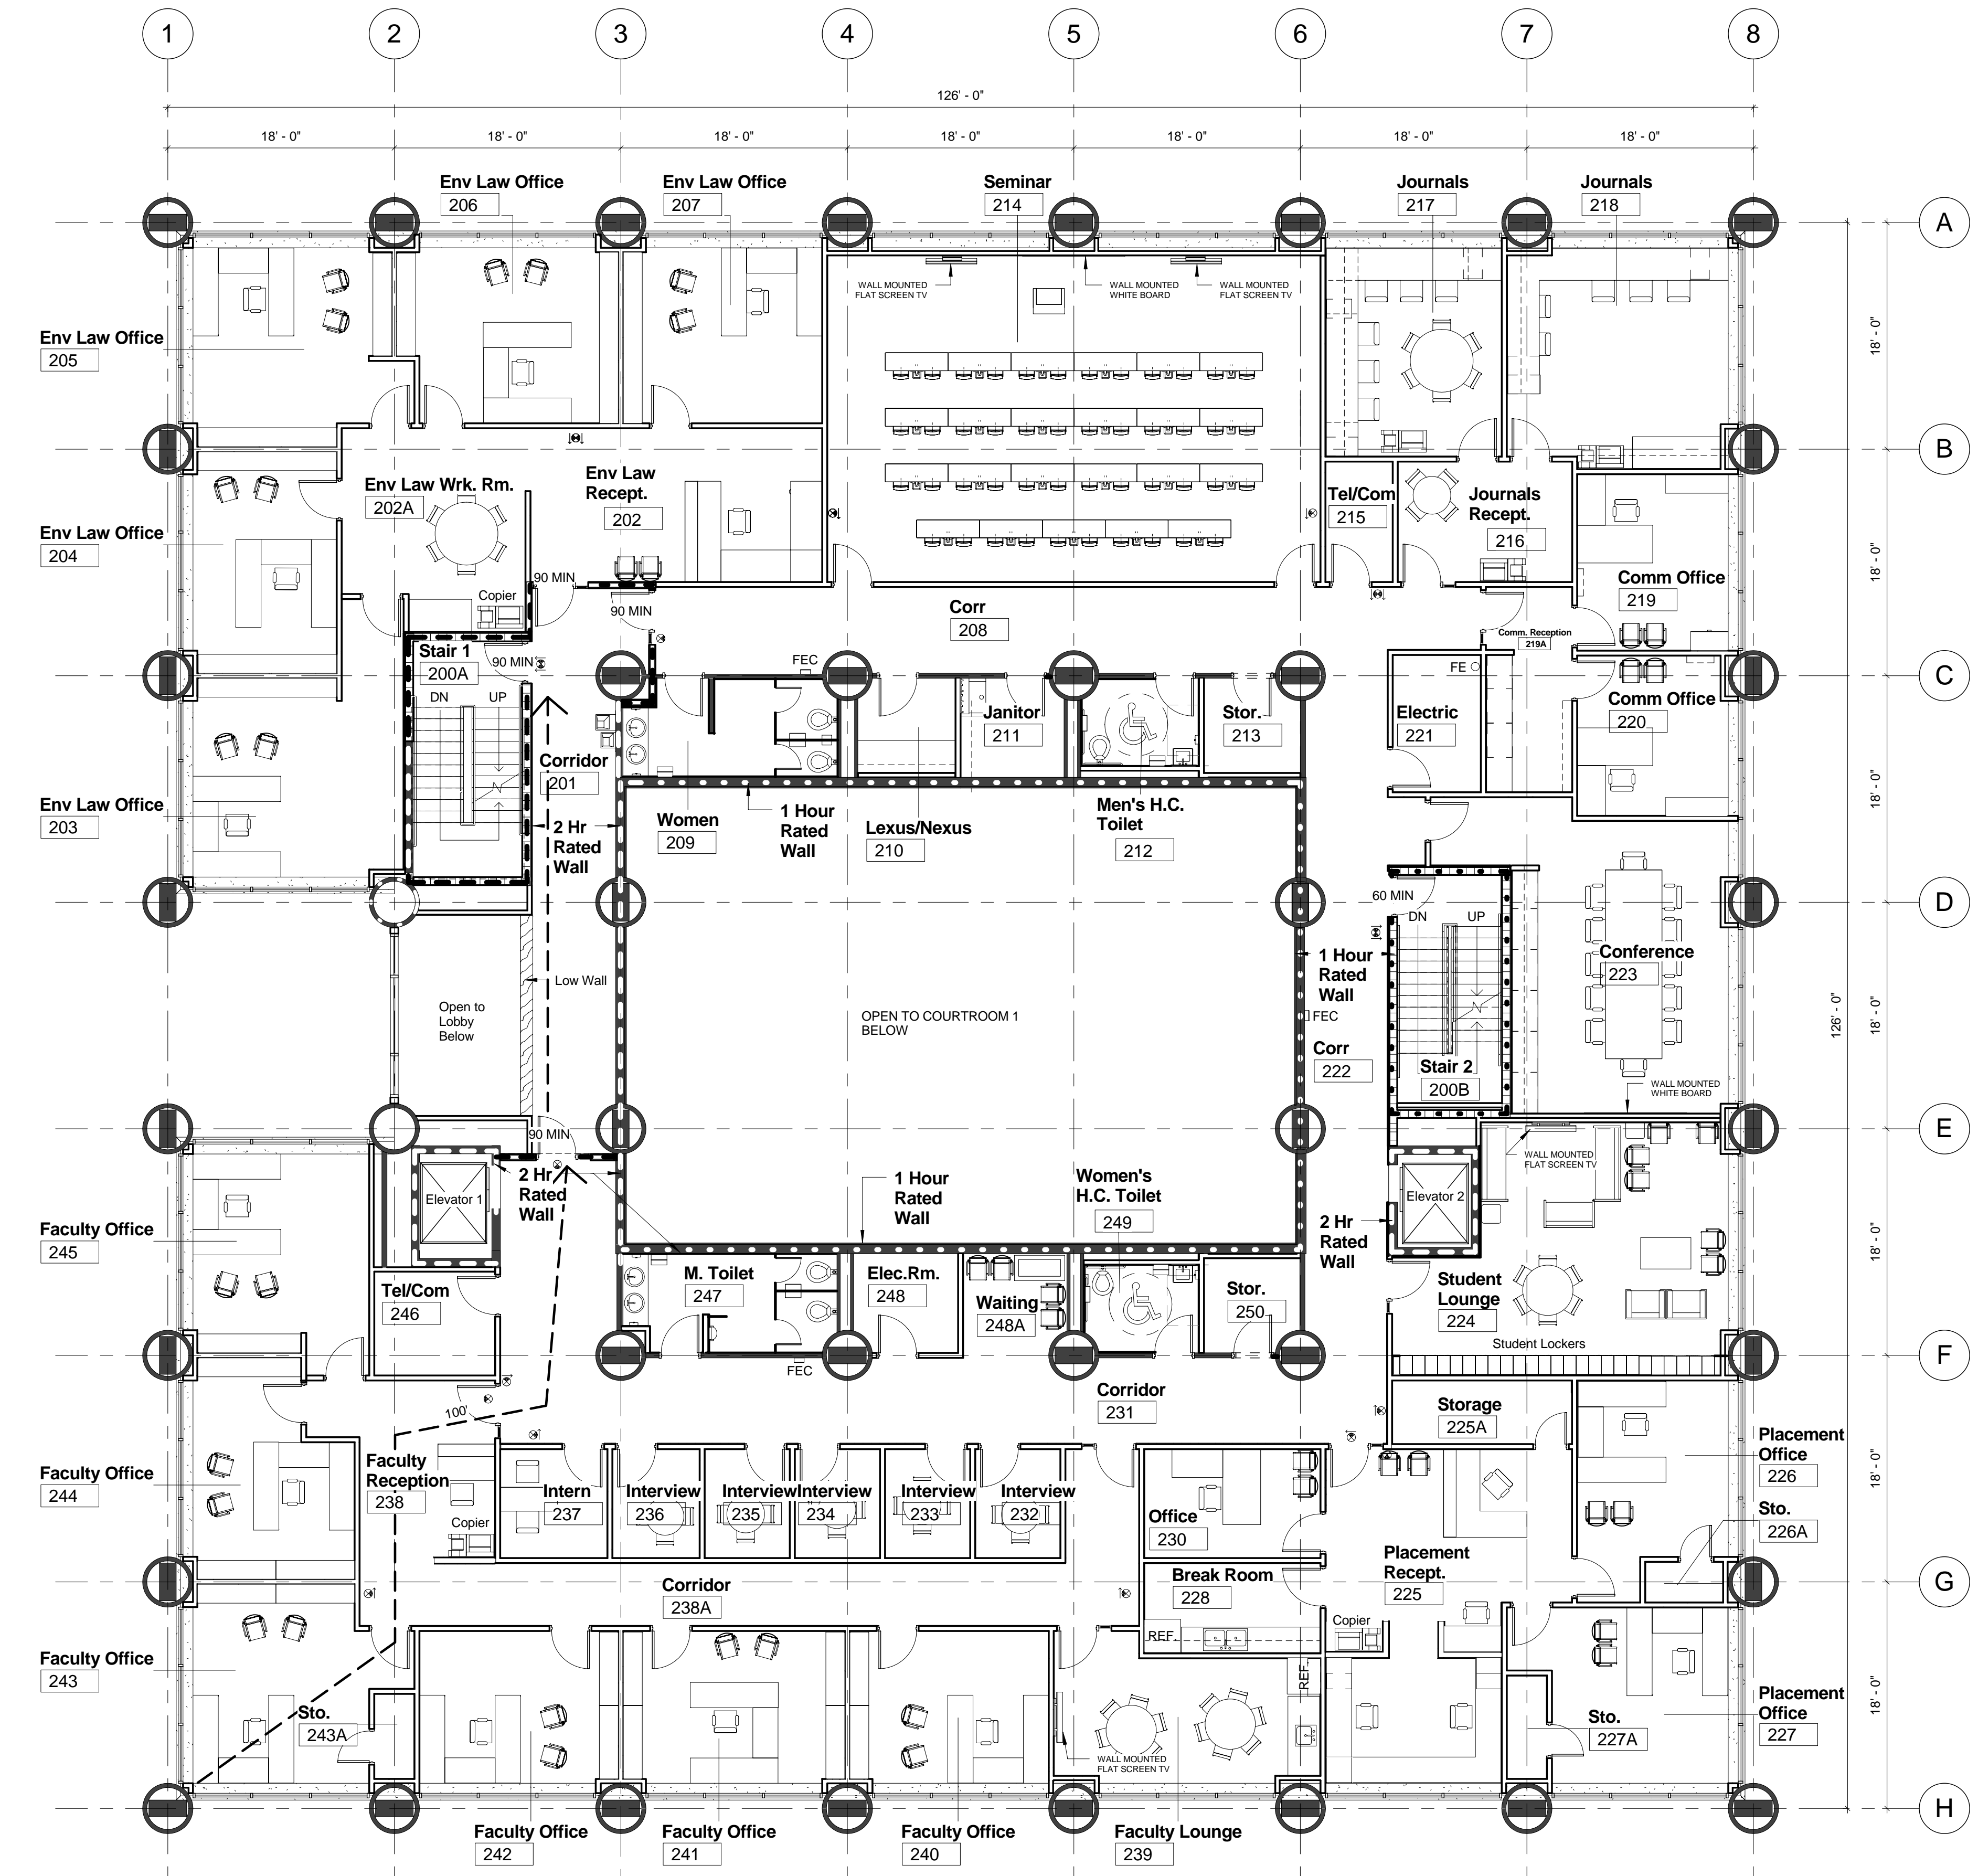 1
2
3
4
5
6
7
8
126' - 0"
18' - 0"
18' - 0"
18' - 0"
18' - 0"
18' - 0"
18' - 0"
18' - 0"
Env Law Office
206
Env Law Office
207
Seminar
214
Journals
217
Journals
218
A
WALL MOUNTED
FLAT SCREEN TV
WALL MOUNTED
WHITE BOARD
WALL MOUNTED
FLAT SCREEN TV
Env Law Office
205
18' - 0"
B
Env Law Wrk. Rm.
202A
Env Law
Recept.
202
Tel/Com
215
Journals
Recept.
216
Env Law Office
204
18' - 0"
Copier
90 MIN
90 MIN
Corr
208
Comm Office
219
Comm. Reception
219A
Stair 1
200A
90 MIN
FEC
FE
C
DN
UP
Janitor
211
Stor.
213
Electric
221
Comm Office
220
Corridor
201
Env Law Office
203
2 Hr
Rated
Wall
Women
209
1 Hour
Rated
Wall
Lexus/Nexus
210
Men's H.C.
Toilet
212
18' - 0"
60 MIN
D
DN
UP
Low Wall
Open to
Lobby
Below
OPEN TO COURTROOM 1
BELOW
1 Hour
Rated
Wall
FEC
Corr
222
Conference
223
126' - 0"
18' - 0"
Stair 2
200B
WALL MOUNTED
WHITE BOARD
90 MIN
E
WALL MOUNTED
FLAT SCREEN TV
Elevator 1
2 Hr
Rated
Wall
1 Hour
Rated
Wall
Women's
H.C. Toilet
249
2 Hr
Rated
Wall
Elevator 2
Faculty Office
245
18' - 0"
Tel/Com
246
M. Toilet
247
Elec.Rm.
248
Waiting
248A
Stor.
250
Student
Lounge
224
Student Lockers
F
FEC
100'
Corridor
231
Storage
225A
Faculty
Reception
238
Copier
Faculty Office
244
Intern
237
Interview
236
Interview
235
Interview
234
Interview
233
Interview
232
Office
230
Placement
Office
226
Sto.
226A
18' - 0"
Placement
Recept.
225
Break Room
228
Corridor
238A
G
REF.
Copier
REF.
Faculty Office
243
Sto.
243A
WALL MOUNTED
FLAT SCREEN TV
Sto.
227A
Placement
Office
227
18' - 0"
H
Faculty Office
242
Faculty Office
241
Faculty Office
240
Faculty Lounge
239